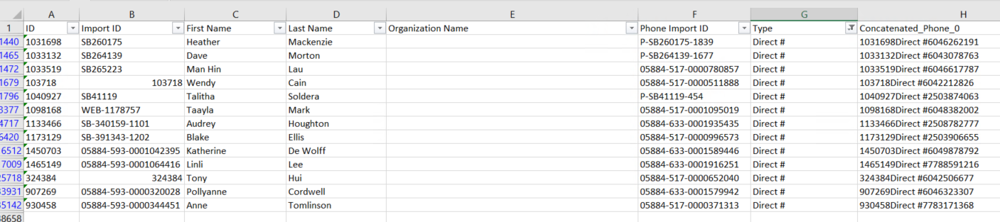 A B C D E F G H
1 ID Import ID First Name Last Name Organization Name Phone Import ID Type Concatenated_Phone_0
1440 1031698 SB260175 Heather Mackenzie P-SB260175-1839 Direct # 1031698Direct #6046262191
1465 1033132 SB264139 Dave Morton P-SB264139-1677 Direct # 1033132Direct #6043078763
1472 1033519 SB265223 Man Hin Lau 05884-517-0000780857 Direct # 1033519Direct #6046617787
1679 103718 103718 Wendy Cain 05884-517-0000511888 Direct # 103718Direct #6042212826
1796 1040927 SB41119 Talitha Soldera P-SB41119-454 Direct # 1040927Direct #2503874063
3377 1098168 WEB-1178757 Taayla Mark 05884-517-0001095019 Direct # 1098168Direct #6048382002
4717 1133466 SB-340159-1101 Audrey Houghton 05884-633-0001935435 Direct # 1133466Direct #2508782777
6420 1173129 SB-391343-1202 Blake Ellis 05884-517-0000996573 Direct # 1173129Direct #2503906655
6512 1450703 05884-593-0001042395 Katherine De Wolff 05884-633-0001589446 Direct # 1450703Direct #6049878792
7009 1465149 05884-593-0001064416 Linli Lee 05884-633-0001916251 Direct # 1465149Direct #7788591216
25718 324384 324384 Tony Hui 05884-517-0000652040 Direct # 324384Direct #6042506677
33931 907269 05884-593-0000320028 Pollyanne Cordwell 05884-633-0001579942 Direct # 907269Direct #6046323307
35142 930458 05884-593-0000344451 Anne Tomlinson 05884-517-0000371313 Direct # 930458Direct #7783171368
38658